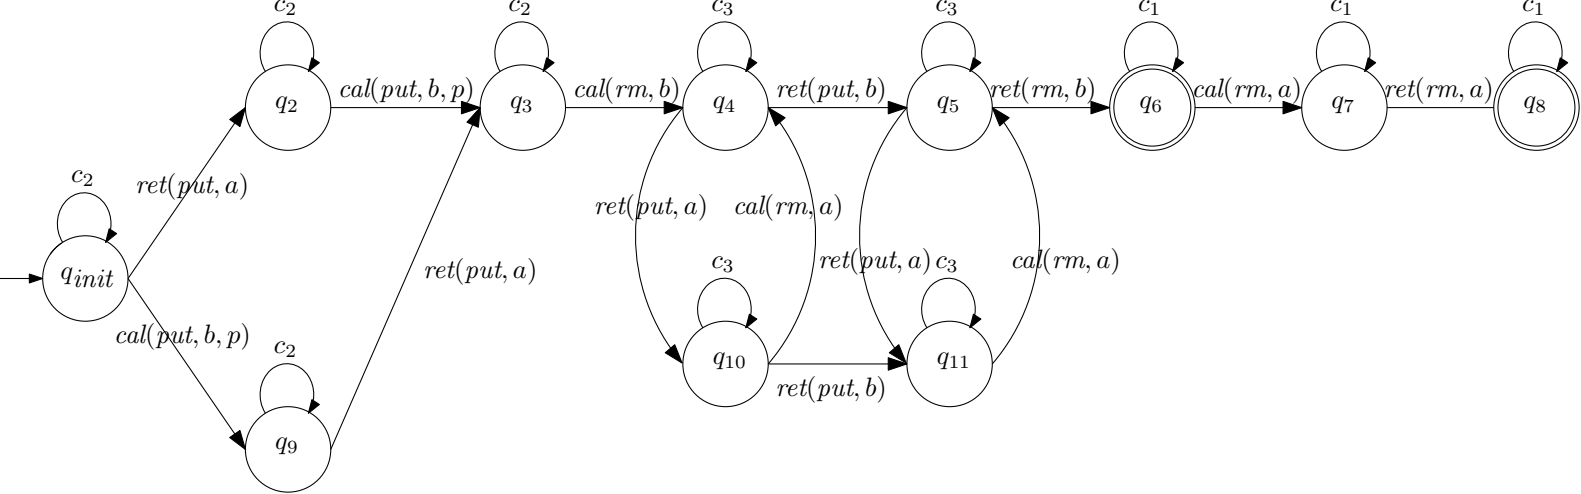 c₂ c₂ c₃ c₃ c₁ c₁ c₁
cal(put, b, p) cal(rm, b) ret(put, b) ret(rm, b) cal(rm, a) ret(rm, a)
q₂ q₃ q₄ q₅ q₆ q₇ q₈
c₂ ret(put, a)
ret(put, a) cal(rm, a)
q_init ret(put, a) ret(put, a) c₃ c₃ cal(rm, a)
cal(put, b, p) c₂
q₁₀ q₁₁
ret(put, b)
q₉